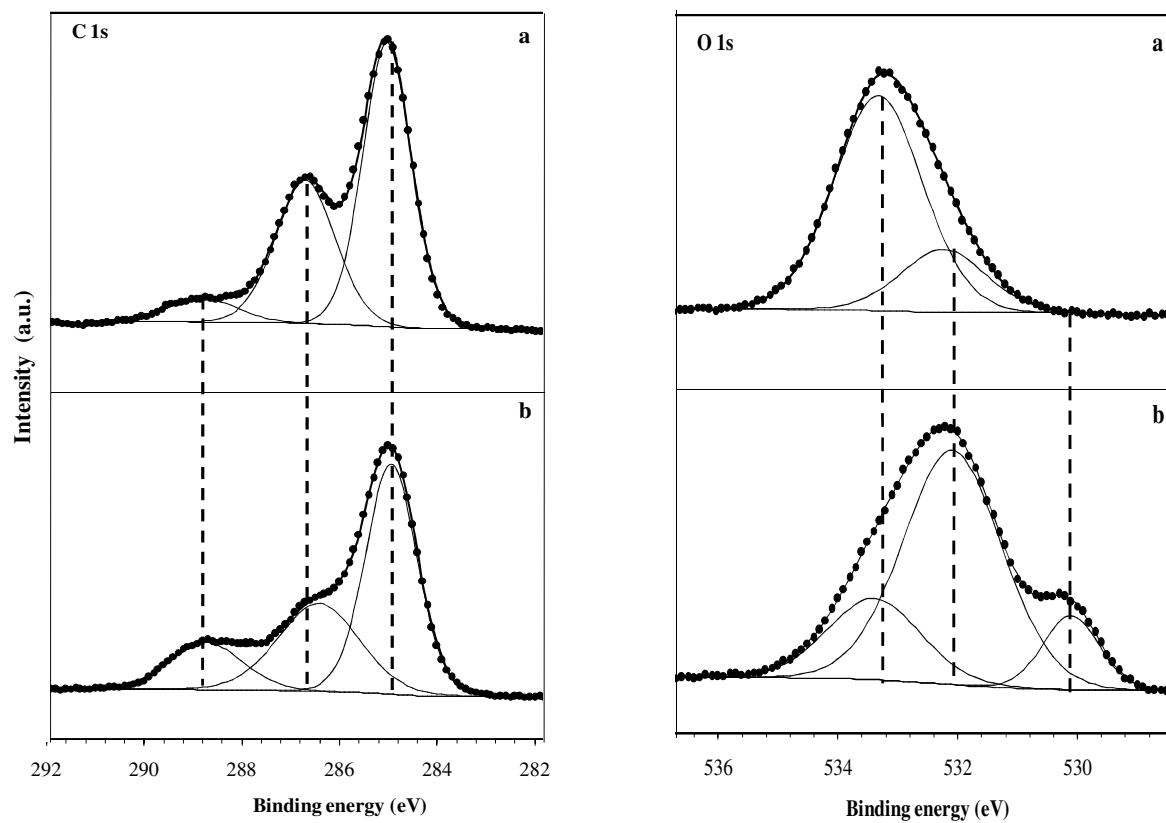 C 1s
a
O 1s
a
Intensity (a.u.)
b
b
292
290
288
286
284
282
536
534
532
530
Binding energy (eV)
Binding energy (eV)